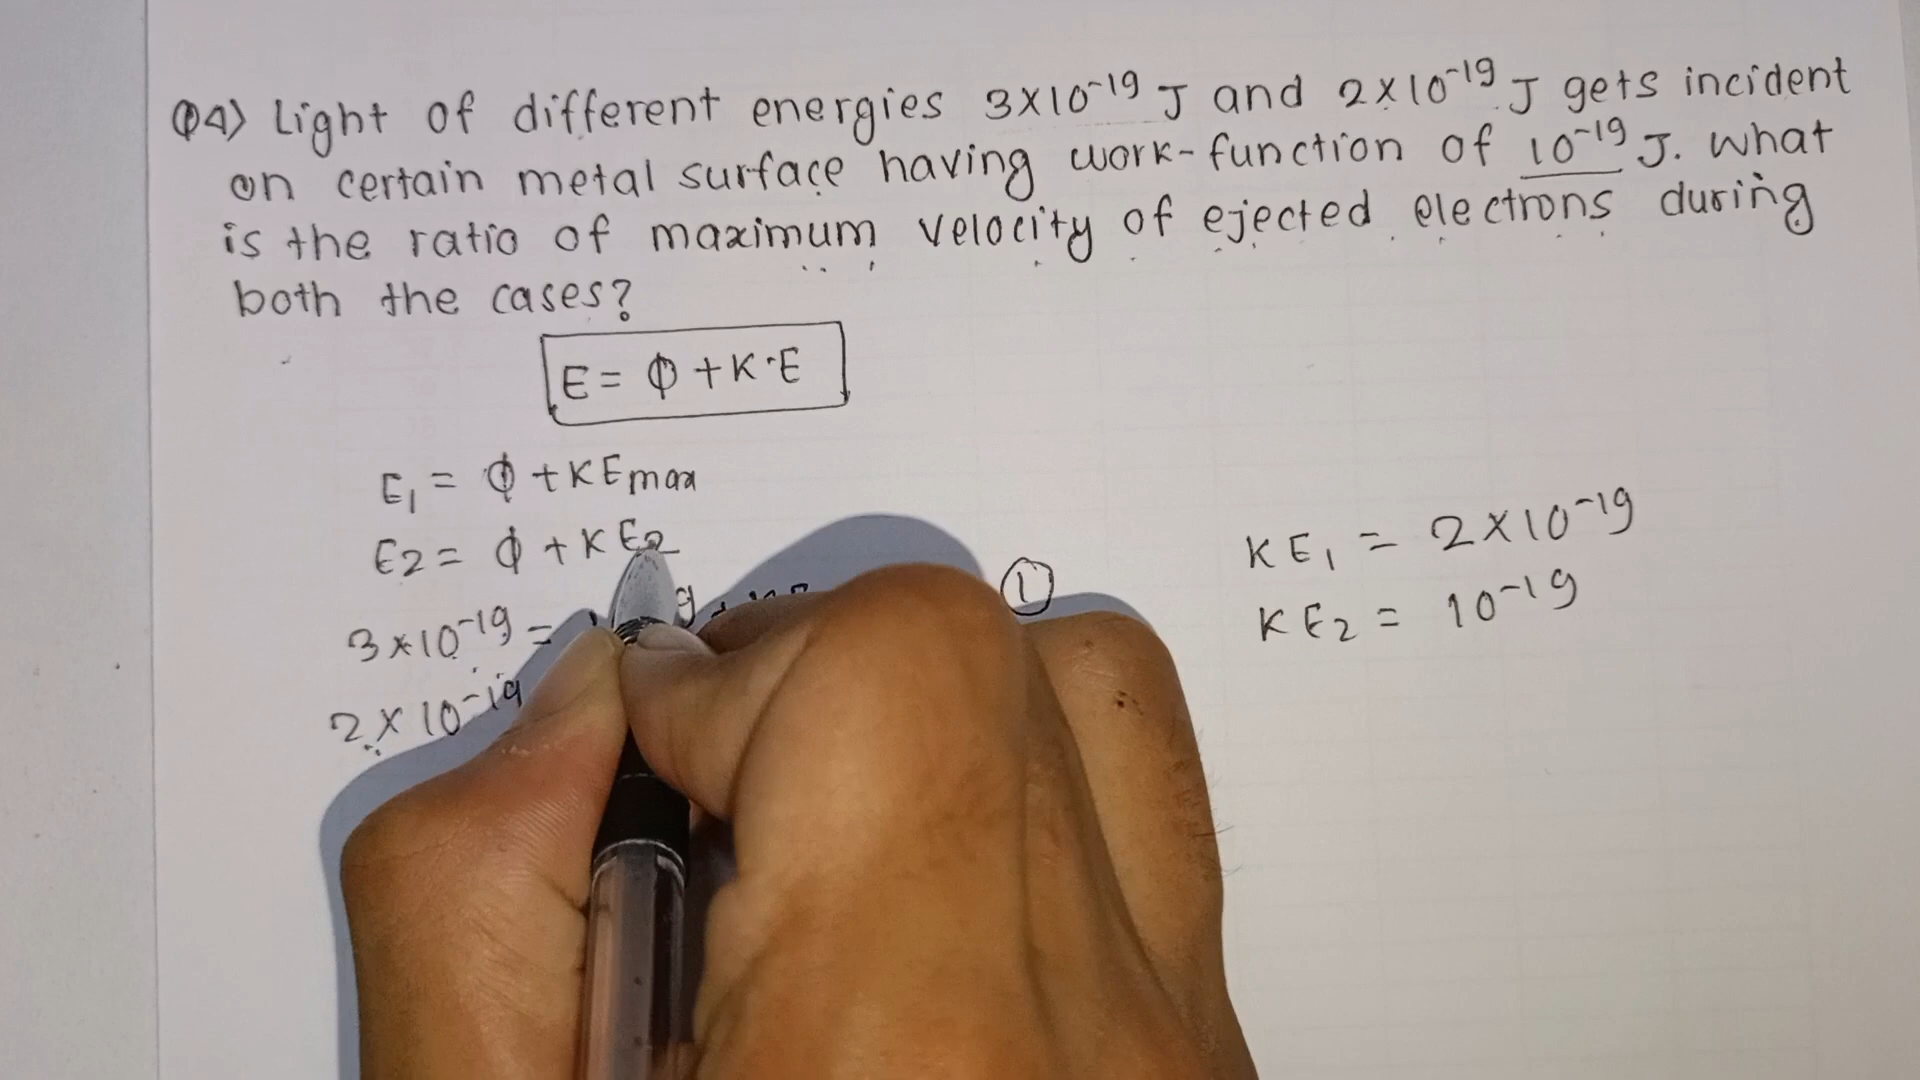 Q4) Light of different energies 3×10⁻¹⁹ J and 2×10⁻¹⁹ J gets incident
on certain metal surface having work-function of 10⁻¹⁹ J. What
is the ratio of maximum velocity of ejected electrons during
both the cases?
E = ϕ + K·E
E₁ = ϕ + KEmax
E2 = ϕ + KE2
3×10⁻¹⁹ =
①
2×10⁻¹⁹
KE₁ = 2×10⁻¹⁹
KE₂ = 10⁻¹⁹